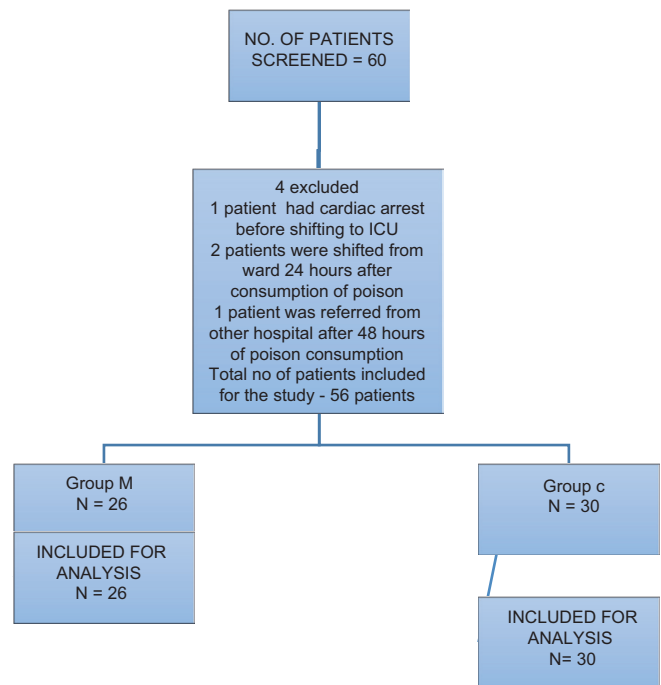 NO. OF PATIENTS
SCREENED = 60
4 excluded
1 patient had cardiac arrest
before shifting to ICU
2 patients were shifted from
ward 24 hours after
consumption of poison
1 patient was referred from
other hospital after 48 hours
of poison consumption
Total no of patients included
for the study - 56 patients
Group M
N = 26
INCLUDED FOR
ANALYSIS
N = 26
Group c
N = 30
INCLUDED FOR
ANALYSIS
N= 30